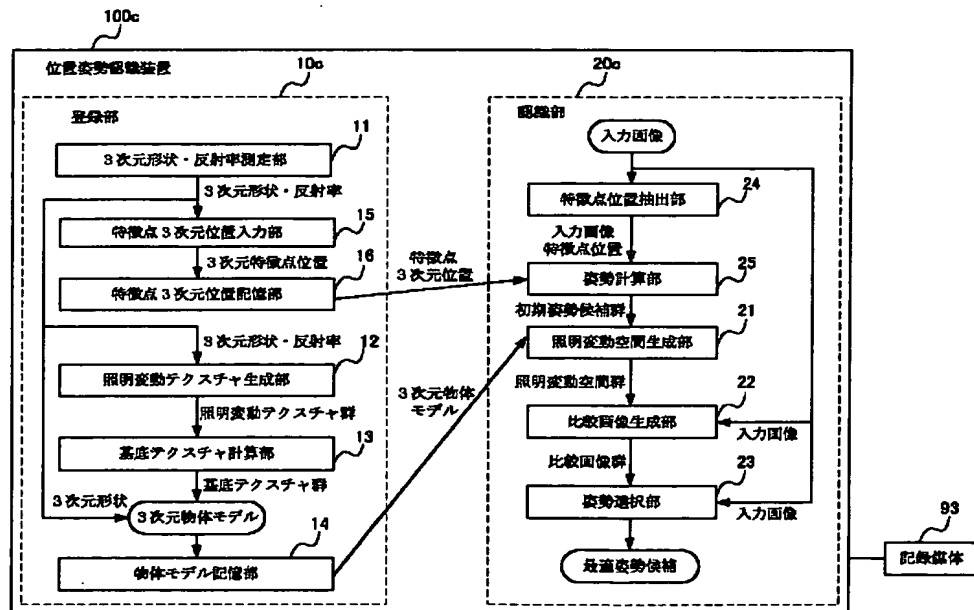 100c
位置姿勢認識装置
10c
登録部
11
3次元形状・反射率測定部
3次元形状・反射率
15
特徴点3次元位置入力部
3次元特徴点位置
16
特徴点3次元位置記憶部
3次元形状・反射率
12
照明変動テクスチャ生成部
照明変動テクスチャ群
13
基底テクスチャ計算部
基底テクスチャ群
3次元形状
3次元物体モデル
14
物体モデル記憶部
特徴点
3次元位置
3次元物体
モデル
20c
認識部
入力画像
24
特徴点位置抽出部
入力画像
特徴点位置
25
姿勢計算部
初期姿勢候補群
21
照明変動空間生成部
照明変動空間群
22
比較画像生成部
入力画像
比較画像群
23
姿勢選択部
入力画像
最適姿勢候補
93
記録媒体